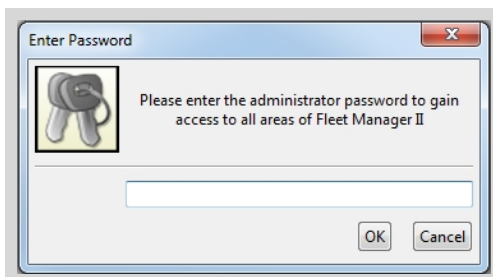 Enter Password
x
Please enter the administrator password to gain
access to all areas of Fleet Manager II
OK Cancel